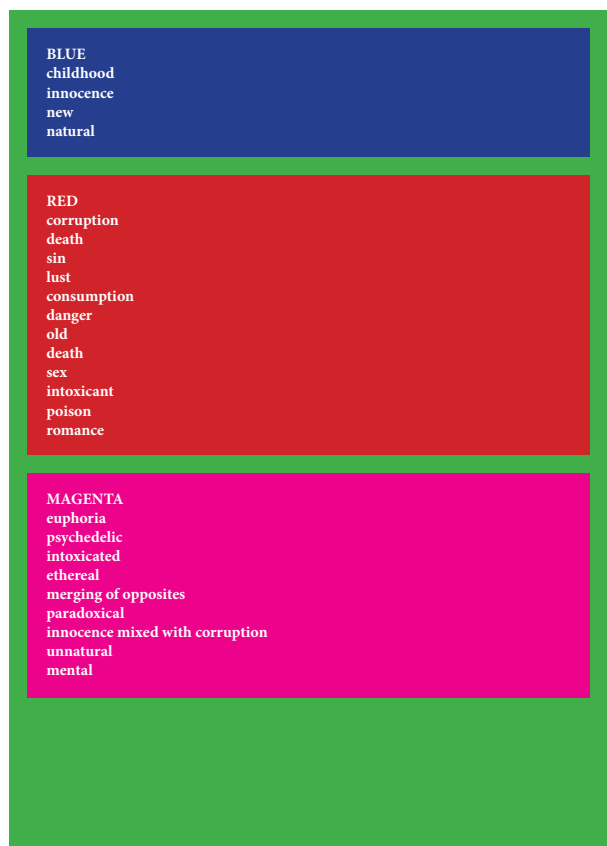 BLUE
childhood
innocence
new
natural
RED
corruption
death
sin
lust
consumption
danger
old
death
sex
intoxicant
poison
romance
MAGENTA
euphoria
psychedelic
intoxicated
ethereal
merging of opposites
paradoxical
innocence mixed with corruption
unnatural
mental